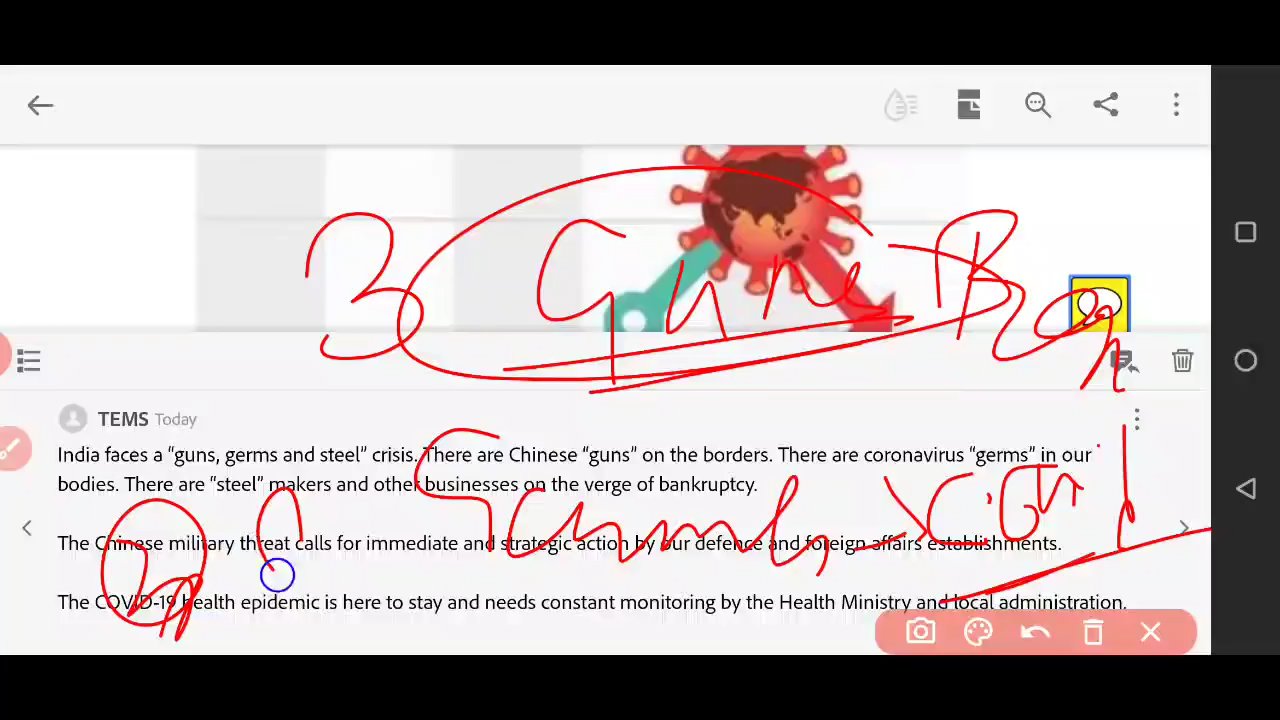 3 Guns
TEMS Today
India faces a “guns, germs and steel” crisis. There are Chinese “guns” on the borders. There are coronavirus “germs” in our
bodies. There are “steel” makers and other businesses on the verge of bankruptcy.
The Chinese military threat calls for immediate and strategic action by our defence and foreign affairs establishments.
The COVID-19 health epidemic is here to stay and needs constant monitoring by the Health Ministry and local administration.